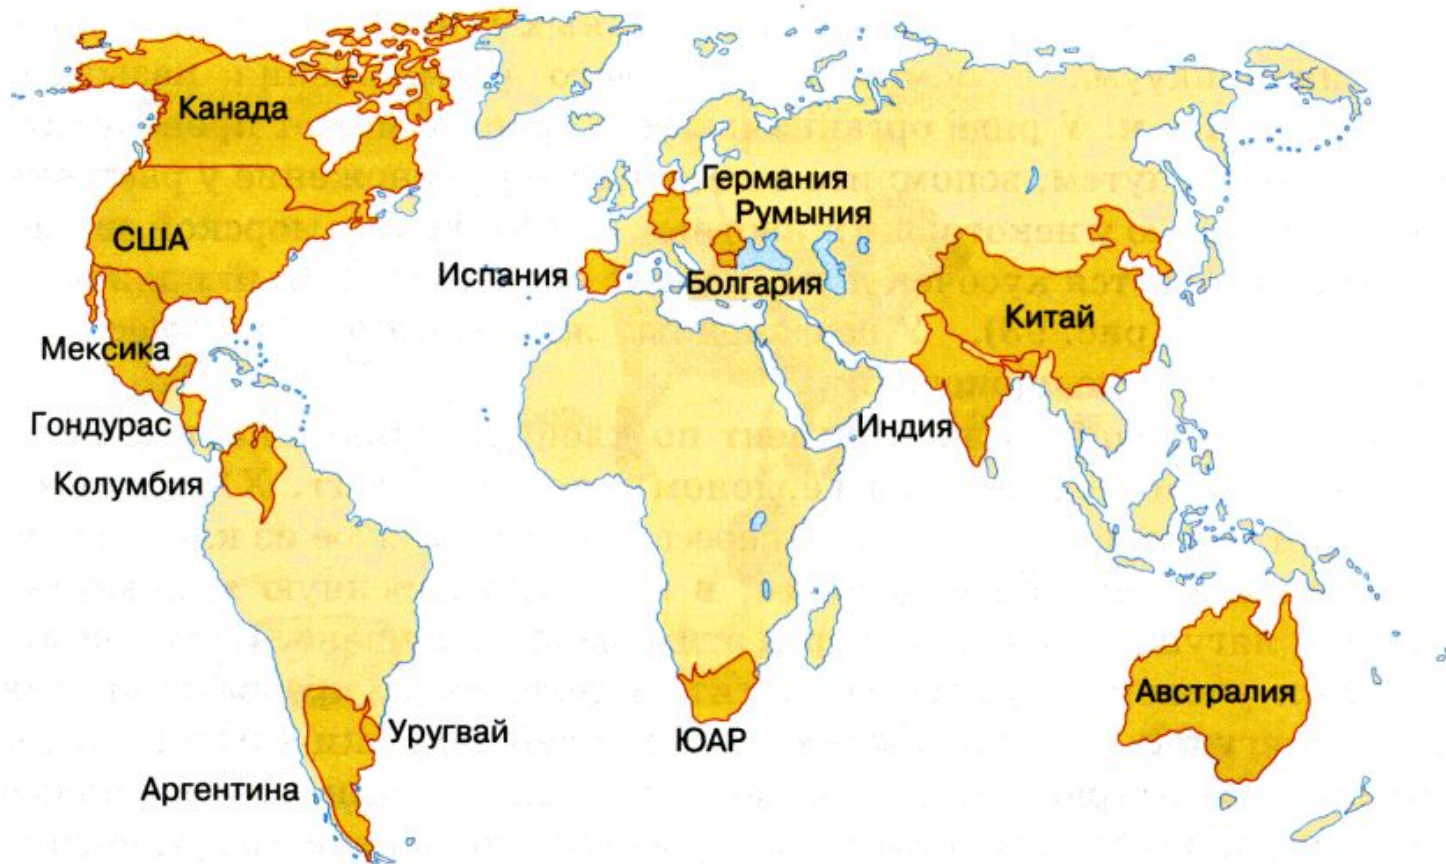 Канада
США
Мексика
Гондурас
Колумбия
Уругвай
Аргентина
Германия
Румыния
Испания
Болгария
Китай
Индия
ЮАР
Австралия